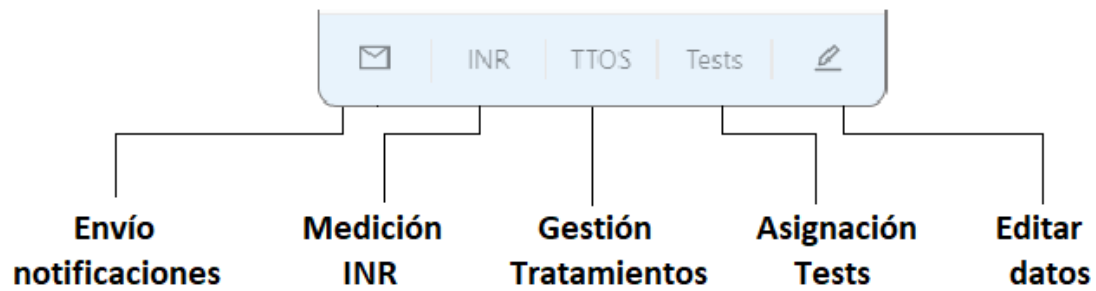 INR TTOS Tests
Envío Medición Gestión Asignación Editar
notificaciones INR Tratamientos Tests datos